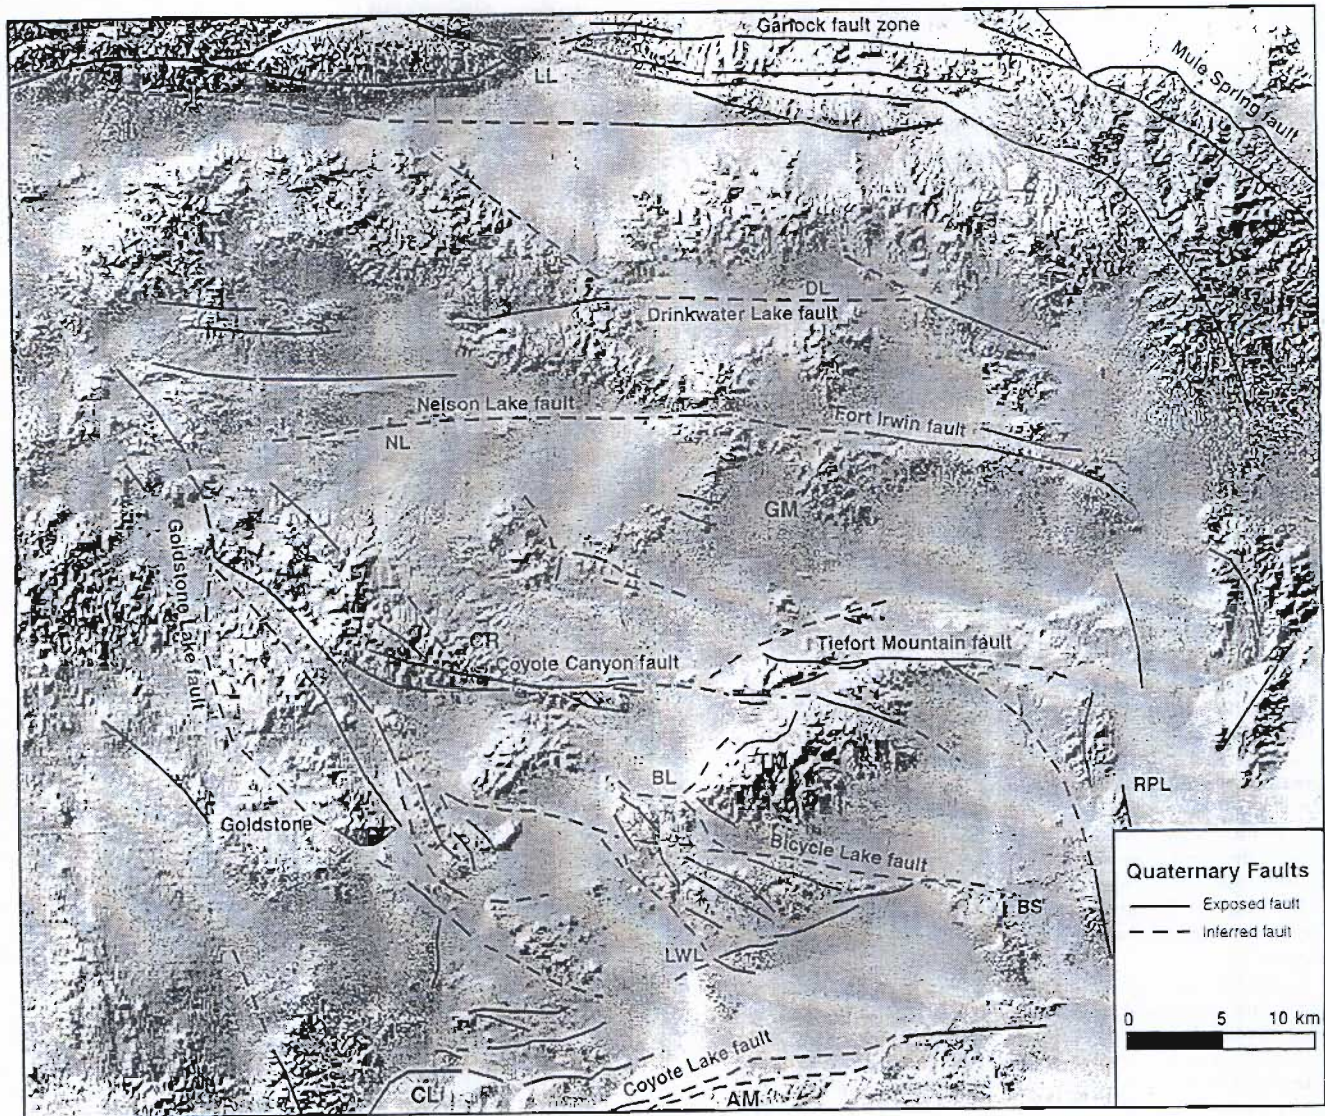 Garlock fault zone
Mule Spring fault
LL
DL
Drinkwater Lake fault
Nelson Lake fault
Fort Irwin fault
NL
GM
Goldstone Lake fault
CR
Coyote Canyon fault
Tiefort Mountain fault
BL
TM
RPL
Goldstone
Bicycle Lake fault
BS
LWL
Coyote Lake fault
CL
AM
Quaternary Faults
Exposed fault
Inferred fault
0 5 10 km